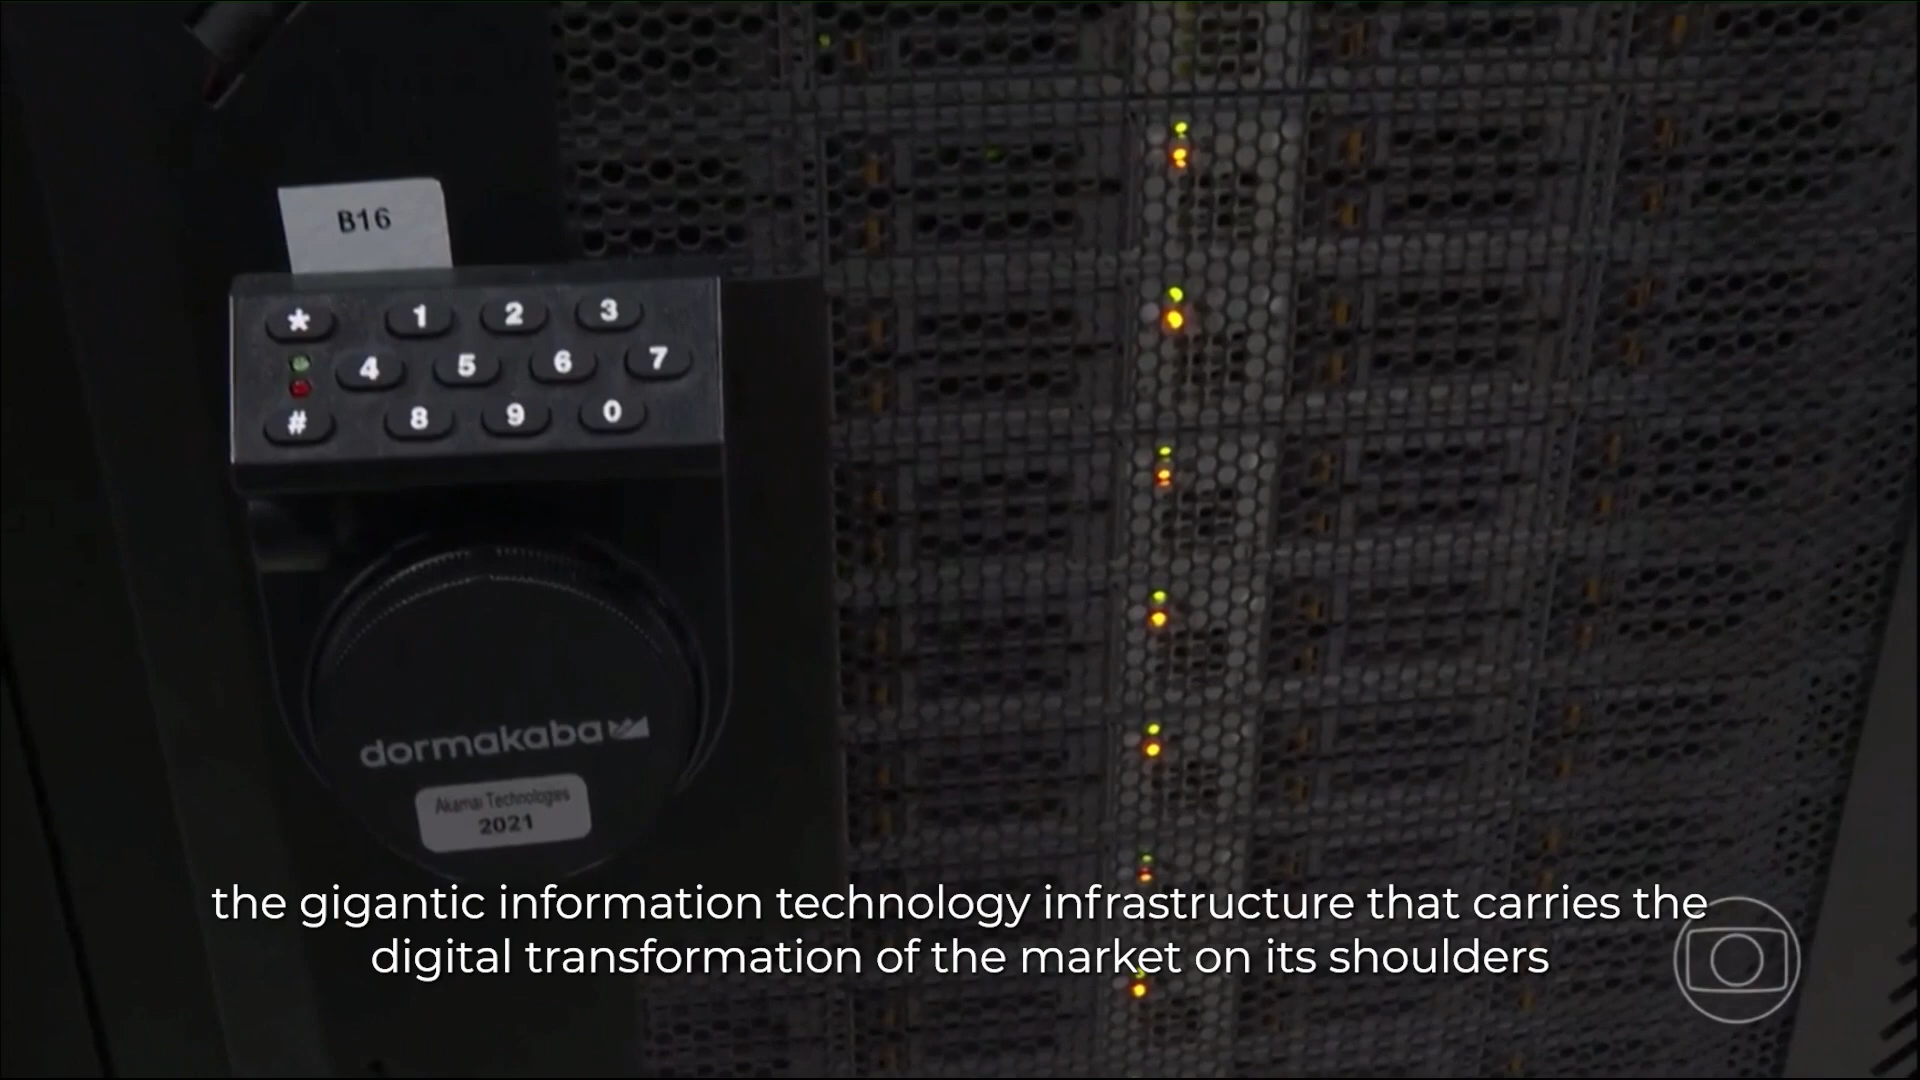 B16
* 1 2 3
4 5 6 7
# 8 9 0
dormakaba
Akamai Technologies
2021
the gigantic information technology infrastructure that carries the
digital transformation of the market on its shoulders